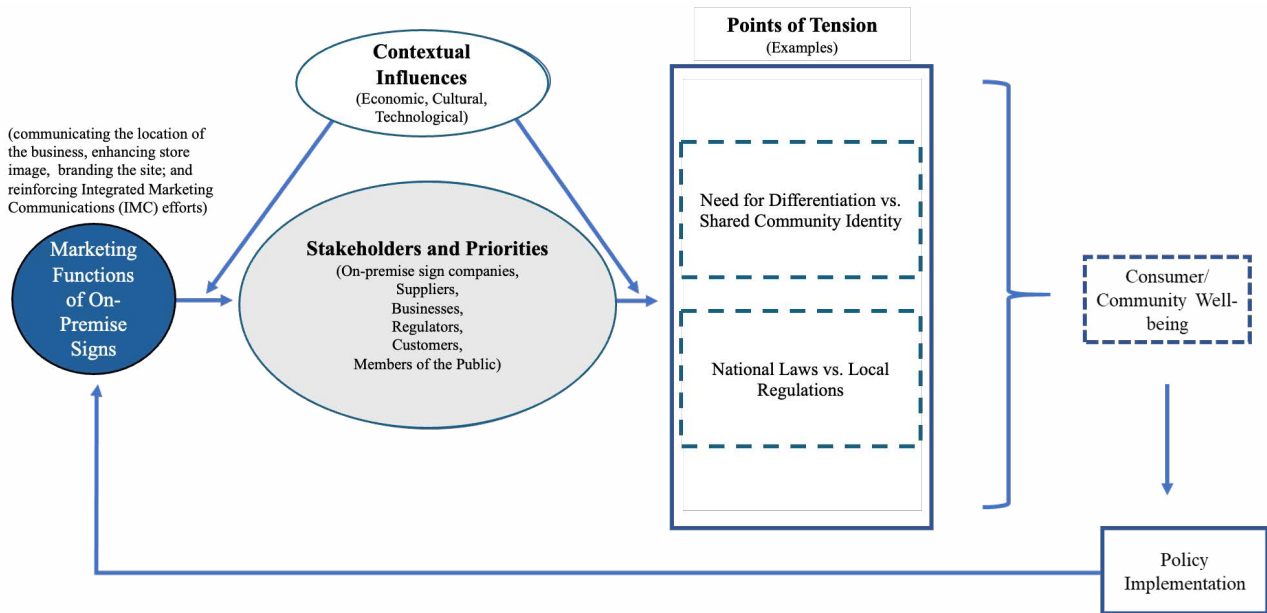 Points of Tension
(Examples)
Contextual
Influences
(Economic, Cultural,
Technological)
(communicating the location of
the business, enhancing store
image, branding the site; and
reinforcing Integrated Marketing
Communications (IMC) efforts)
Marketing
Functions
of On-
Premise
Signs
Stakeholders and Priorities
(On-premise sign companies,
Suppliers,
Businesses,
Regulators,
Customers,
Members of the Public)
Need for Differentiation vs.
Shared Community Identity
National Laws vs. Local
Regulations
Consumer/
Community Well-
being
Policy
Implementation